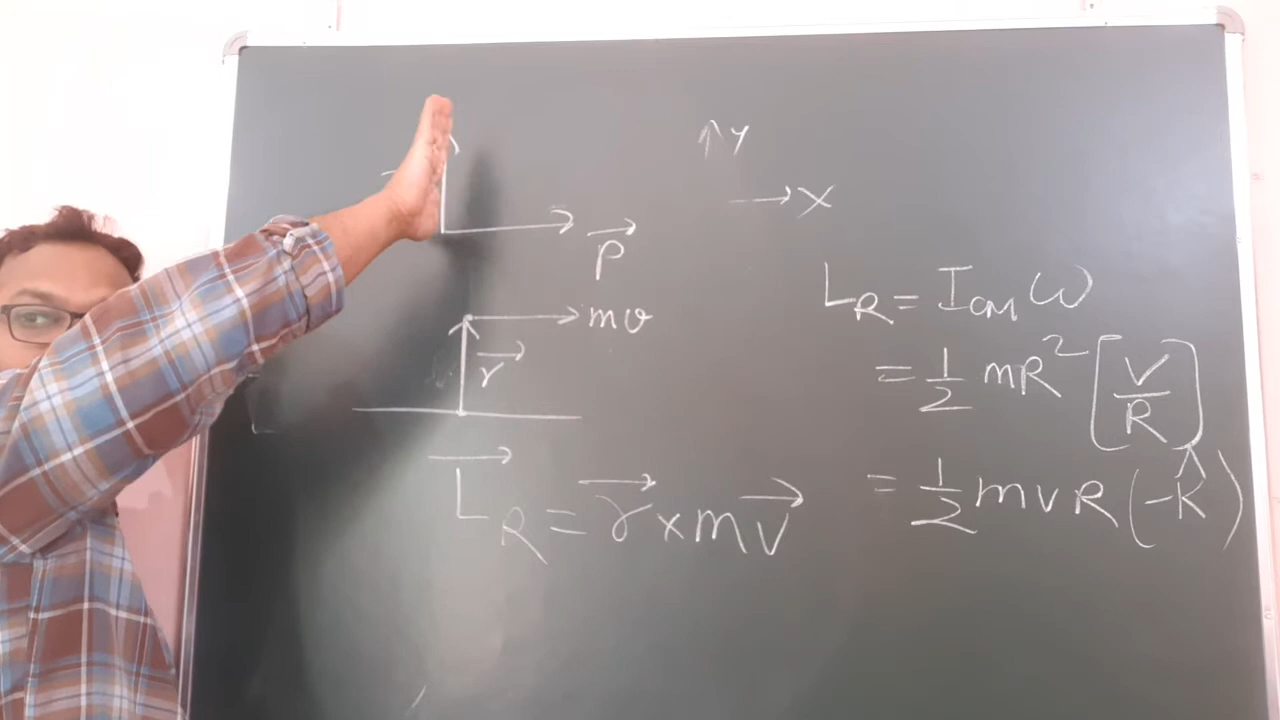 ↑y
→x
p⃗
mv
r⃗
L⃗_R = r⃗ x mv⃗
L_R = I_CM ω
= 1/2 mR² [V/R]
= 1/2 mvR (-K̂)